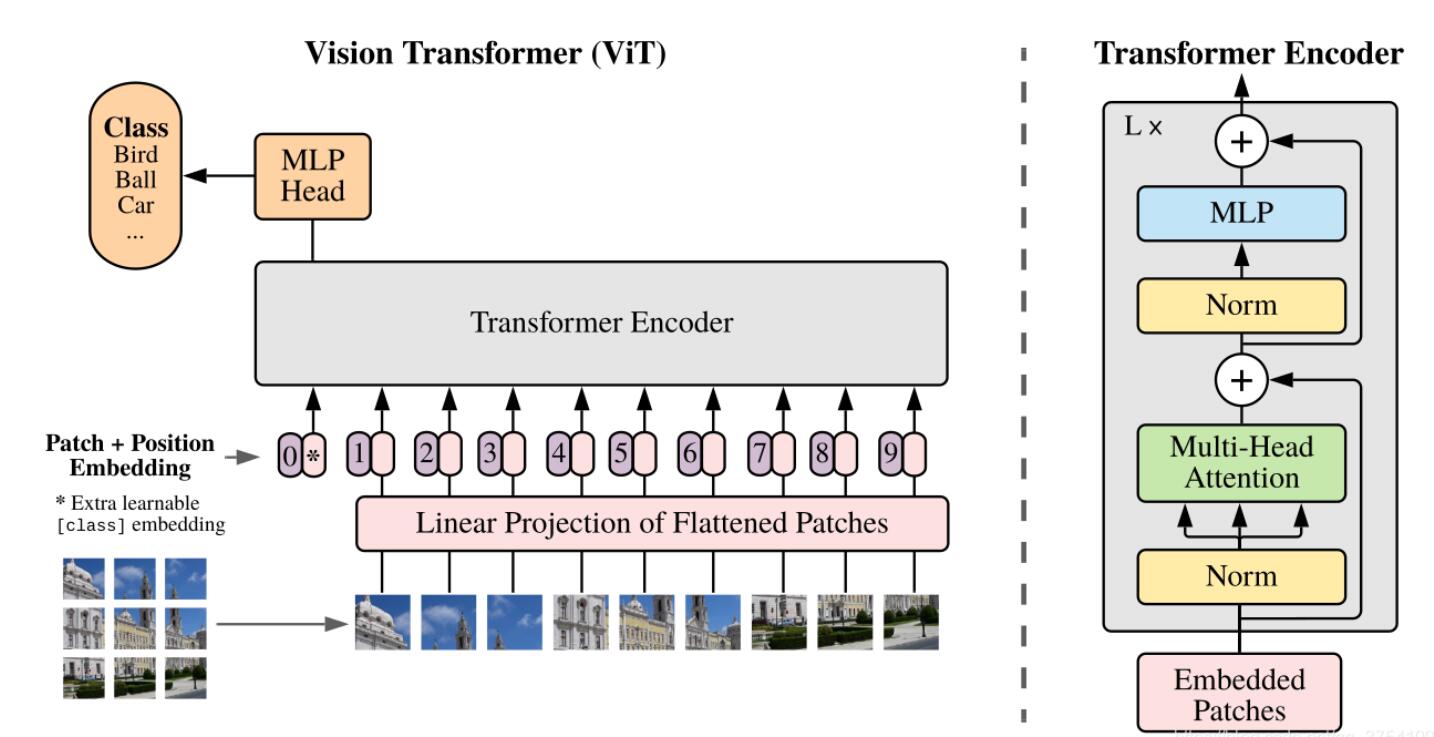 Vision Transformer (ViT)
Class
Bird
Ball
Car
...
MLP
Head
Transformer Encoder
Patch + Position
Embedding
0 * 1 2 3 4 5 6 7 8 9
* Extra learnable
[class] embedding
Linear Projection of Flattened Patches
Transformer Encoder
L x
+
MLP
Norm
+
Multi-Head
Attention
Norm
Embedded
Patches